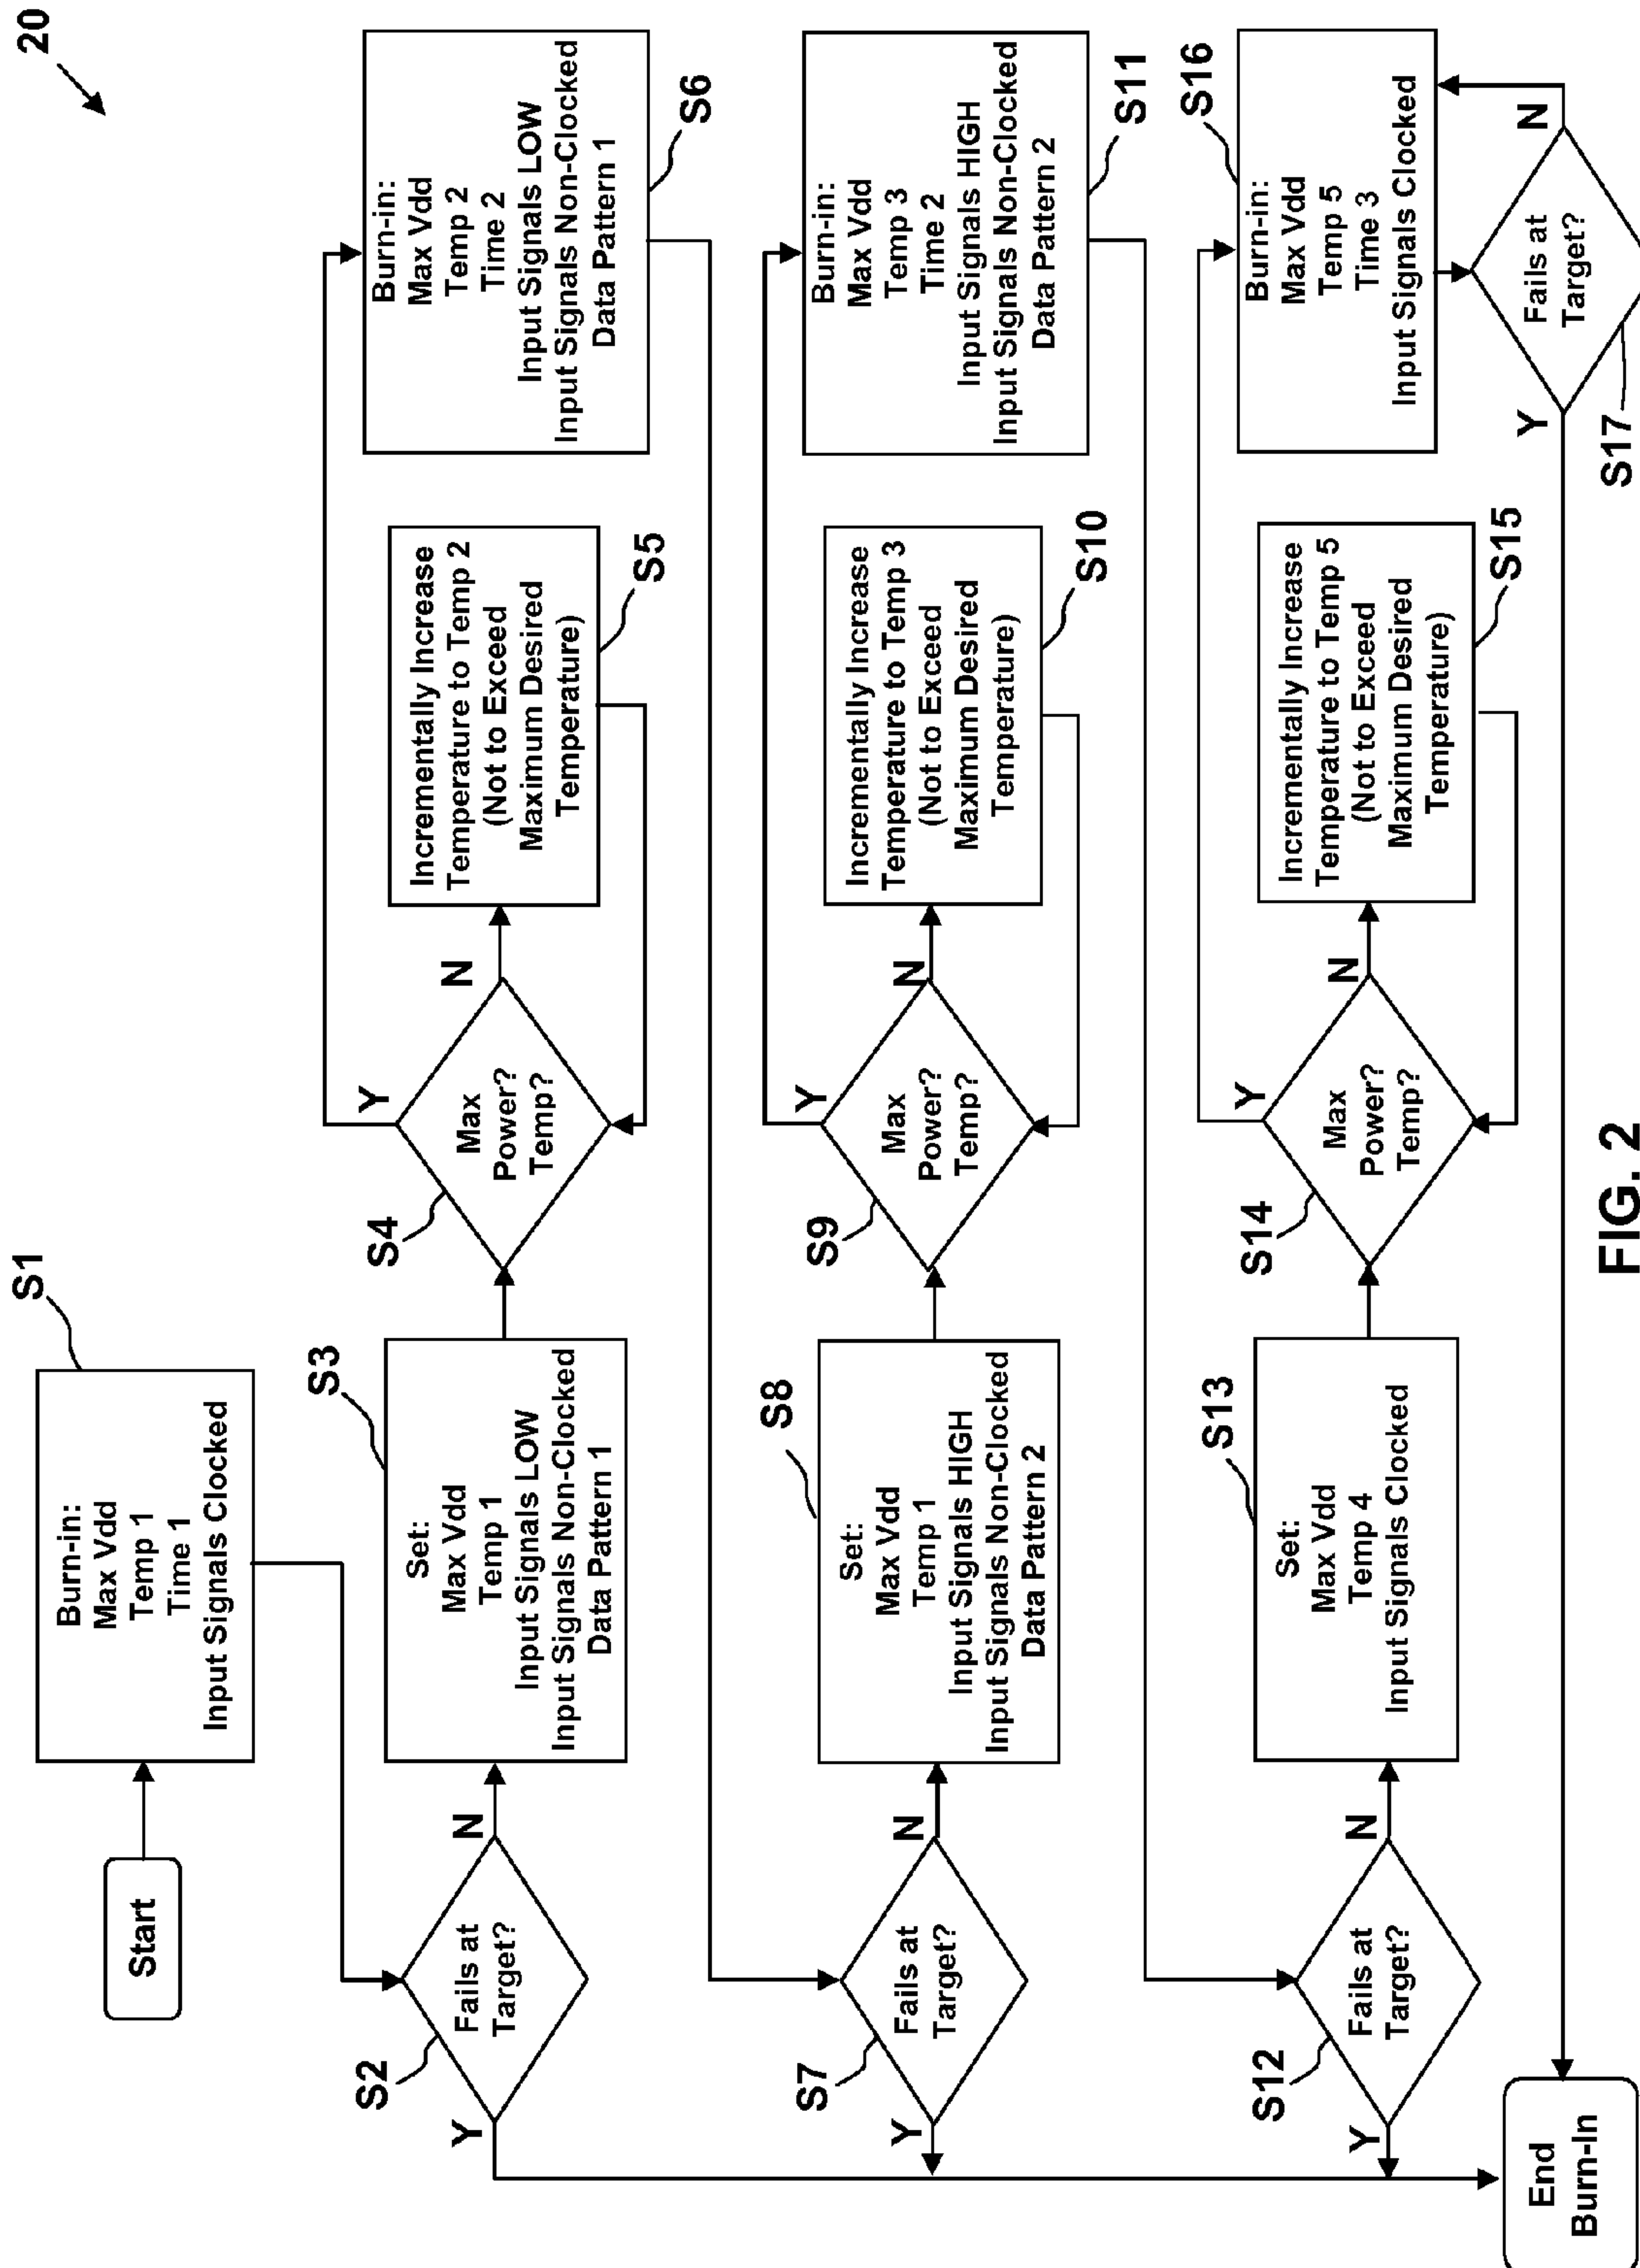 20
S1
Start
Burn-in:
Max Vdd
Temp 1
Time 1
Input Signals Clocked
S2
Fails at
Target?
Y
N
S3
Set:
Max Vdd
Temp 1
Input Signals LOW
Input Signals Non-Clocked
Data Pattern 1
S4
Max
Power?
Temp?
Y
N
Incrementally Increase
Temperature to Temp 2
(Not to Exceed
Maximum Desired
Temperature)
S5
Burn-in:
Max Vdd
Temp 2
Time 2
Input Signals LOW
Input Signals Non-Clocked
Data Pattern 1
S6
S7
Fails at
Target?
Y
N
S8
Set:
Max Vdd
Temp 1
Input Signals HIGH
Input Signals Non-Clocked
Data Pattern 2
S9
Max
Power?
Temp?
Y
N
Incrementally Increase
Temperature to Temp 3
(Not to Exceed
Maximum Desired
Temperature)
S10
Burn-in:
Max Vdd
Temp 3
Time 2
Input Signals HIGH
Input Signals Non-Clocked
Data Pattern 2
S11
S12
Fails at
Target?
Y
N
S13
Set:
Max Vdd
Temp 4
Input Signals Clocked
S14
Max
Power?
Temp?
Y
N
Incrementally Increase
Temperature to Temp 5
(Not to Exceed
Maximum Desired
Temperature)
S15
S16
Burn-in:
Max Vdd
Temp 5
Time 3
Input Signals Clocked
Fails at
Target?
Y
N
S17
End
Burn-In
FIG. 2